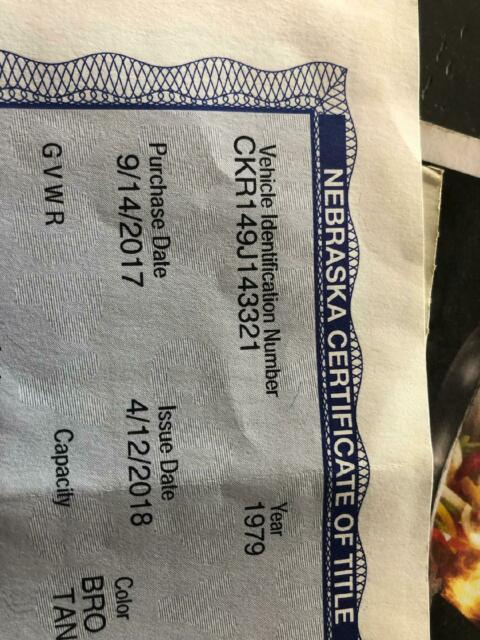 NEBRASKA CERTIFICATE OF TITLE
Vehicle Identification Number Year
CKR149J143321 1979
Purchase Date Issue Date Color
9/14/2017 4/12/2018 BRO
TAN
G V W R Capacity